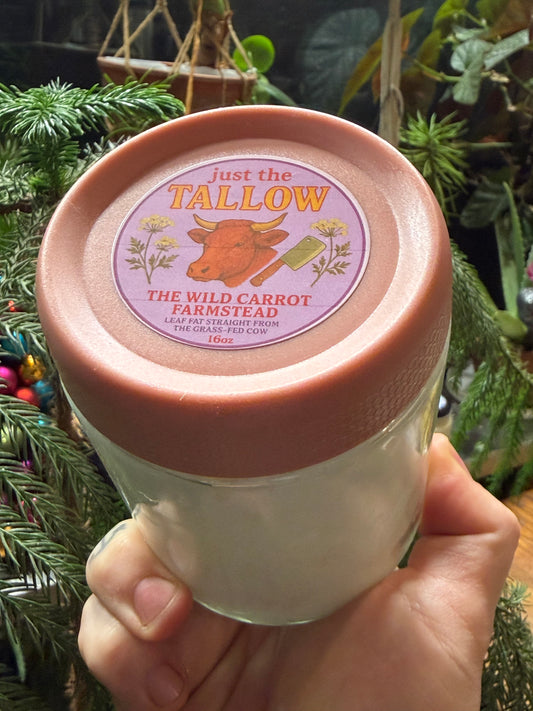 just the
TALLOW
THE WILD CARROT
FARMSTEAD
LEAF FAT STRAIGHT FROM
THE GRASS-FED COW
16oz